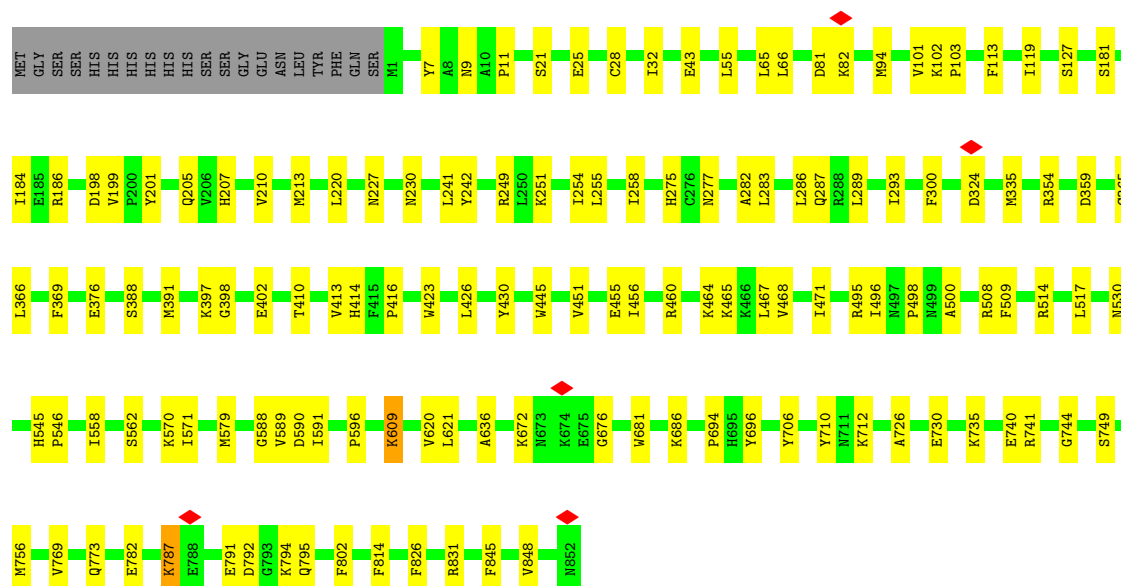 MET GLY SER SER HIS HIS HIS HIS HIS HIS SER SER GLY GLU ASN LEU TYR PHE GLN SER M1 Y7 A8 N9 A10 P11 S21 E25 C28 I32 E43 L55 L65 L66 D81 K82 M94 V101 K102 P103 F113 I119 S127 S181
I184 E185 R186 D198 V199 P200 Y201 Q205 V206 H207 V210 M213 L220 N227 N230 L241 Y242 R249 L250 K251 I254 L255 I258 H275 C276 N277 A282 L283 L286 Q287 R288 L289 I293 F300 D324 M335 R354 D359
L366 F369 E376 S388 M391 K397 G398 E402 T410 V413 H414 F415 P416 W423 L426 Y430 W445 V451 E455 I456 R460 K464 K465 K466 L467 V468 I471 R495 I496 N497 P498 N499 A500 R508 F509 R514 L517 N530
H545 P546 I558 S562 K570 I571 M579 G588 V589 D590 I591 P596 K609 V620 L621 A636 K672 N673 K674 E675 G676 W681 K686 P694 H695 Y696 Y706 Y710 N711 K712 A726 E730 K735 E740 R741 G744 S749
M756 V769 Q773 E782 K787 E788 E791 D792 G793 K794 Q795 F802 F814 F826 R831 F845 V848 N852